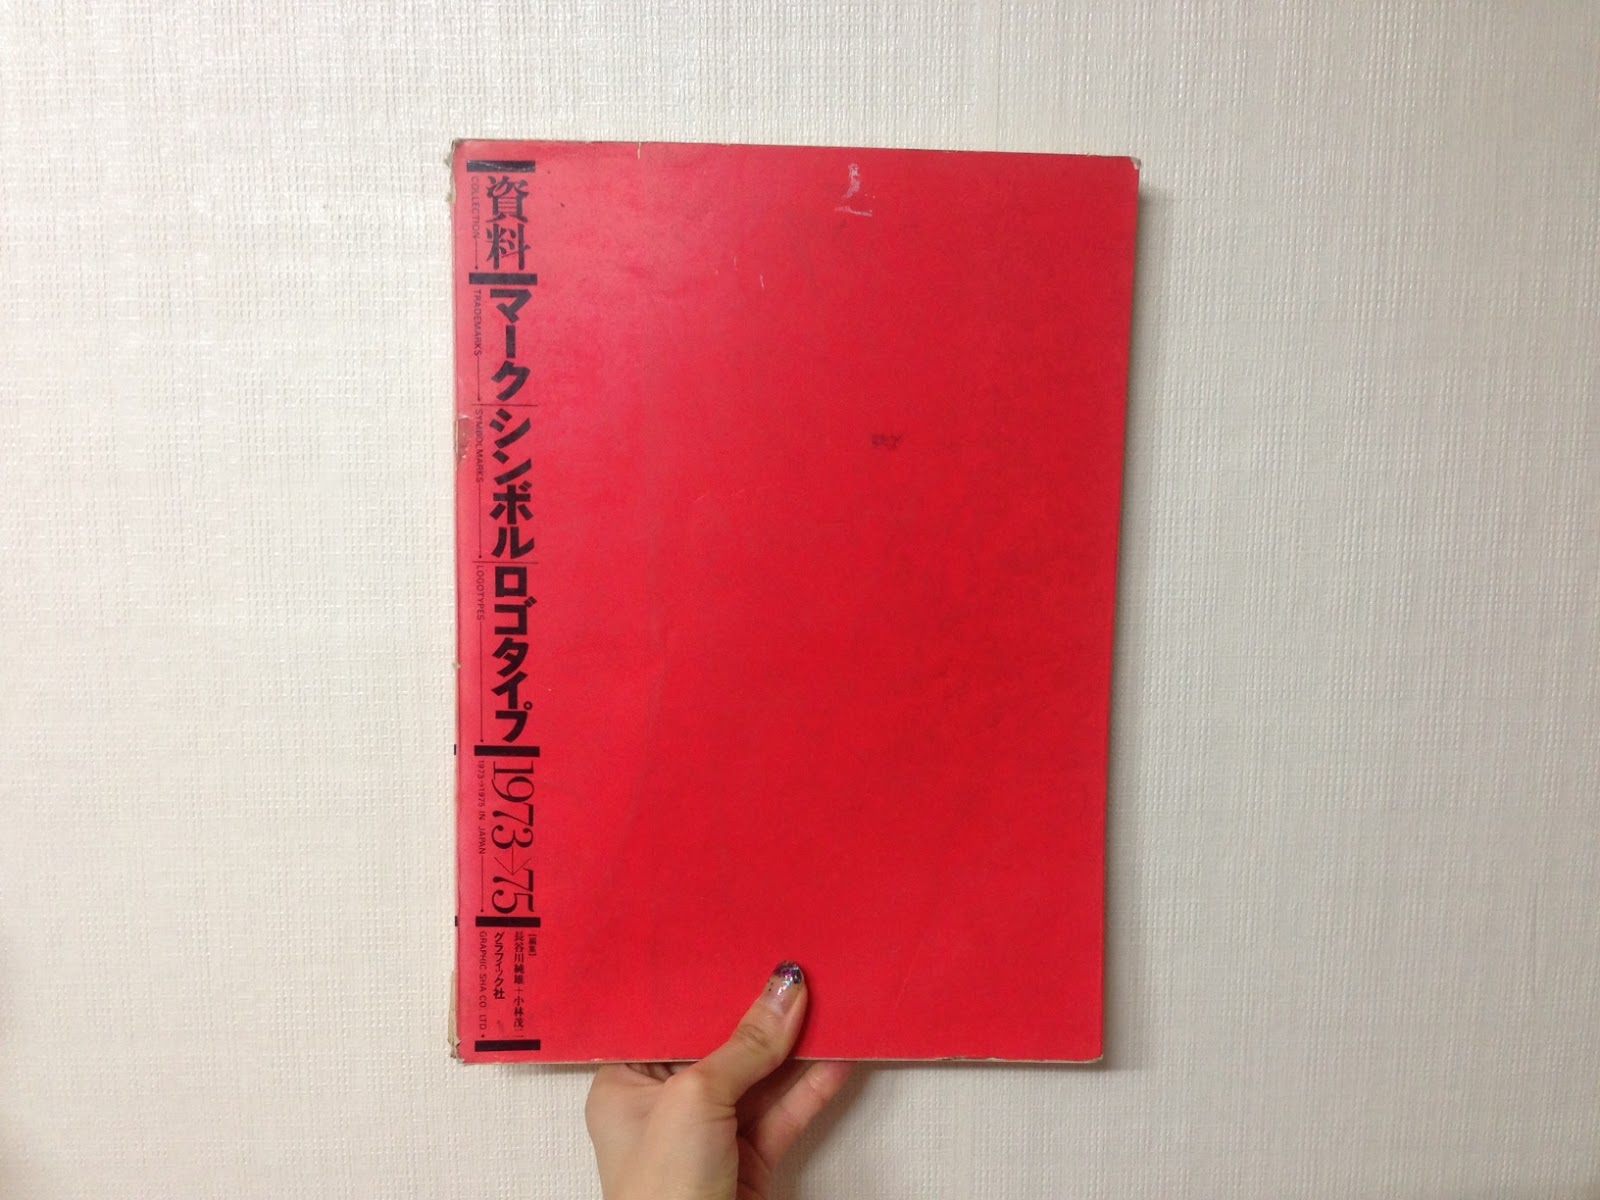 資料
COLLECTION
マーク
TRADEMARKS
シンボル
SYMBOLMARKS
ロゴタイプ
LOGOTYPES
1973→75
1973→1975 IN JAPAN
[編集]
長谷川純雄+小林茂二
グラフィック社
GRAPHIC SHA CO. LTD